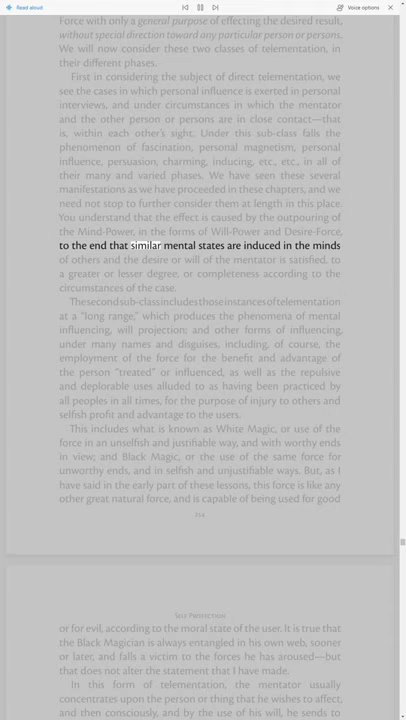 Read aloud
Voice options
Force with only a general purpose of effecting the desired result,
without special direction toward any particular person or persons.
We will now consider these two classes of telementation, in
their different phases.
First in considering the subject of direct telementation, we
see the cases in which personal influence is exerted in personal
interviews, and under circumstances in which the mentator
and the other person or persons are in close contact—that
is, within each other's sight. Under this sub-class falls the
phenomenon of fascination, personal magnetism, personal
influence, persuasion, charming, inducing, etc., etc., in all of
their many and varied phases. We have seen these several
manifestations as we have proceeded in these chapters, and we
need not stop to further consider them at length in this place.
You understand that the effect is caused by the outpouring of
the Mind-Power, in the forms of Will-Power and Desire-Force,
to the end that similar mental states are induced in the minds
of others and the desire or will of the mentator is satisfied, to
a greater or lesser degree, or completeness according to the
circumstances of the case.
The second sub-class includes those instances of telementation
at a "long range," which produces the phenomena of mental
influencing, will projection; and other forms of influencing,
under many names and disguises, including, of course, the
employment of the force for the benefit and advantage of
the person "treated" or influenced, as well as the repulsive
and deplorable uses alluded to as having been practiced by
all peoples in all times, for the purpose of injury to others and
selfish profit and advantage to the users.
This includes what is known as White Magic, or use of the
force in an unselfish and justifiable way, and with worthy ends
in view; and Black Magic, or the use of the same force for
unworthy ends, and in selfish and unjustifiable ways. But, as I
have said in the early part of these lessons, this force is like any
other great natural force, and is capable of being used for good
Self Protection
or for evil, according to the moral state of the user. It is true that
the Black Magician is always entangled in his own web, sooner
or later, and falls a victim to the forces he has aroused—but
that does not alter the statement that I have made.
In this form of telementation, the mentator usually
concentrates upon the person or thing that he wishes to affect,
and then consciously, and by the use of his will, he sends to